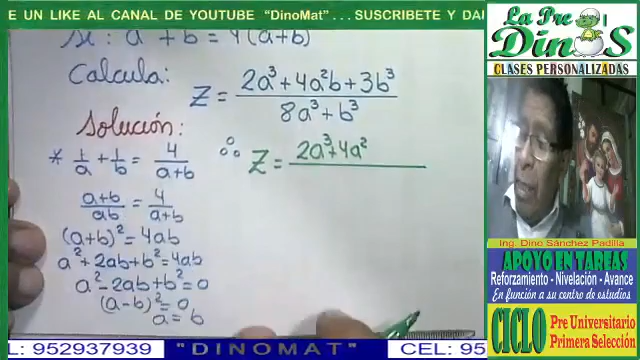 E UN LIKE AL CANAL DE YOUTUBE "DinoMat"... SUSCRIBETE Y DAL
La Pre
DinoS
CLASES PERSONALIZADAS
Si: a + b = 4(a+b)
Calcula:
Z = (2a³+4a²b+3b³)/(8a³+b³)
Solución:
* 1/a + 1/b = 4/(a+b)
(a+b)/ab = 4/(a+b)
(a+b)² = 4ab
a²+2ab+b² = 4ab
a²-2ab+b² = 0
(a-b)² = 0
a = b
∴ Z = 2a³+4a²
Ing. Dino Sánchez Padilla
APOYO EN TAREAS
Reforzamiento - Nivelación - Avance
En función a su centro de estudios
CICLO Pre Universitario
Primera Selección
L: 952937939 "DINOMAT" CEL: 95